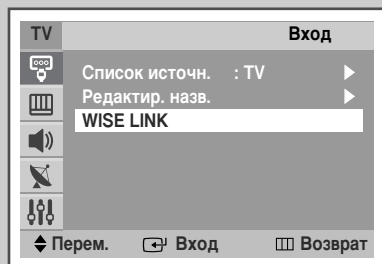 TV Вход
Список источн. : TV
Редактир. назв.
WISE LINK
Перем. Вход Возврат